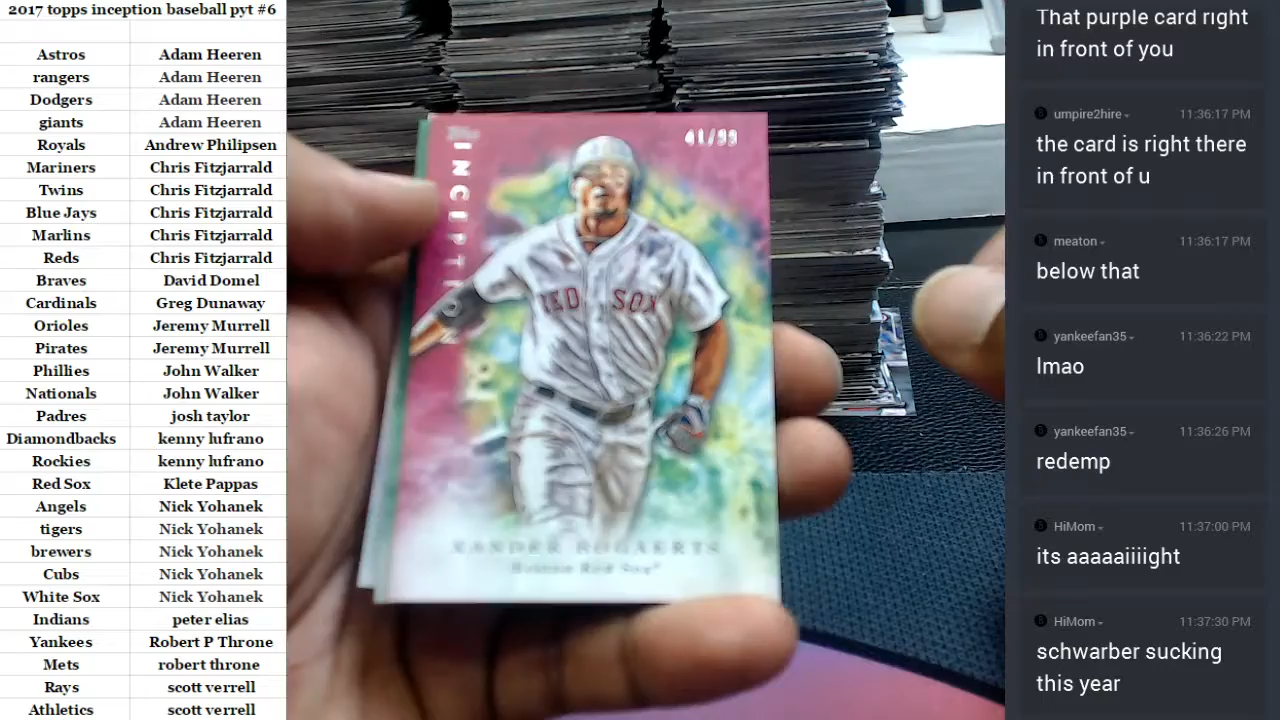 2017 topps inception baseball pyt #6
Astros Adam Heeren
rangers Adam Heeren
Dodgers Adam Heeren
giants Adam Heeren
Royals Andrew Philipsen
Mariners Chris Fitzjarrald
Twins Chris Fitzjarrald
Blue Jays Chris Fitzjarrald
Marlins Chris Fitzjarrald
Reds Chris Fitzjarrald
Braves David Domel
Cardinals Greg Dunaway
Orioles Jeremy Murrell
Pirates Jeremy Murrell
Phillies John Walker
Nationals John Walker
Padres josh taylor
Diamondbacks kenny lufrano
Rockies kenny lufrano
Red Sox Klete Pappas
Angels Nick Yohanek
tigers Nick Yohanek
brewers Nick Yohanek
Cubs Nick Yohanek
White Sox Nick Yohanek
Indians peter elias
Yankees Robert P Throne
Mets robert throne
Rays scott verrell
Athletics scott verrell
INCEPTION
41/99
RED SOX
XANDER BOGAERTS
Boston Red Sox
That purple card right
in front of you
umpire2hire 11:36:17 PM
the card is right there
in front of u
meaton 11:36:17 PM
below that
yankeefan35 11:36:22 PM
lmao
yankeefan35 11:36:26 PM
redemp
HiMom 11:37:00 PM
its aaaaaiiiight
HiMom 11:37:30 PM
schwarber sucking
this year